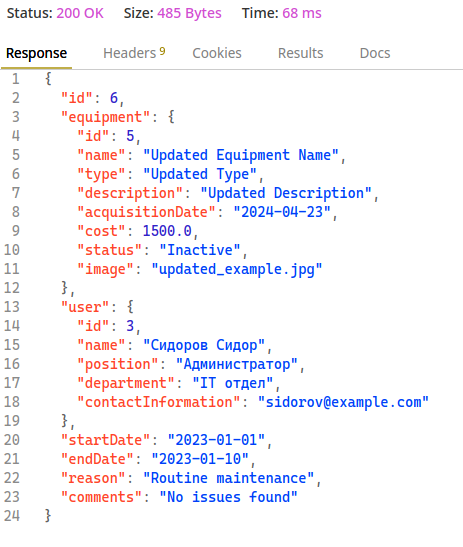 Status: 200 OK Size: 485 Bytes Time: 68 ms
Response Headers 9 Cookies Results Docs
1 {
2 "id": 6,
3 "equipment": {
4 "id": 5,
5 "name": "Updated Equipment Name",
6 "type": "Updated Type",
7 "description": "Updated Description",
8 "acquisitionDate": "2024-04-23",
9 "cost": 1500.0,
10 "status": "Inactive",
11 "image": "updated_example.jpg"
12 },
13 "user": {
14 "id": 3,
15 "name": "Сидоров Сидор",
16 "position": "Администратор",
17 "department": "IT отдел",
18 "contactInformation": "sidorov@example.com"
19 },
20 "startDate": "2023-01-01",
21 "endDate": "2023-01-10",
22 "reason": "Routine maintenance",
23 "comments": "No issues found"
24 }